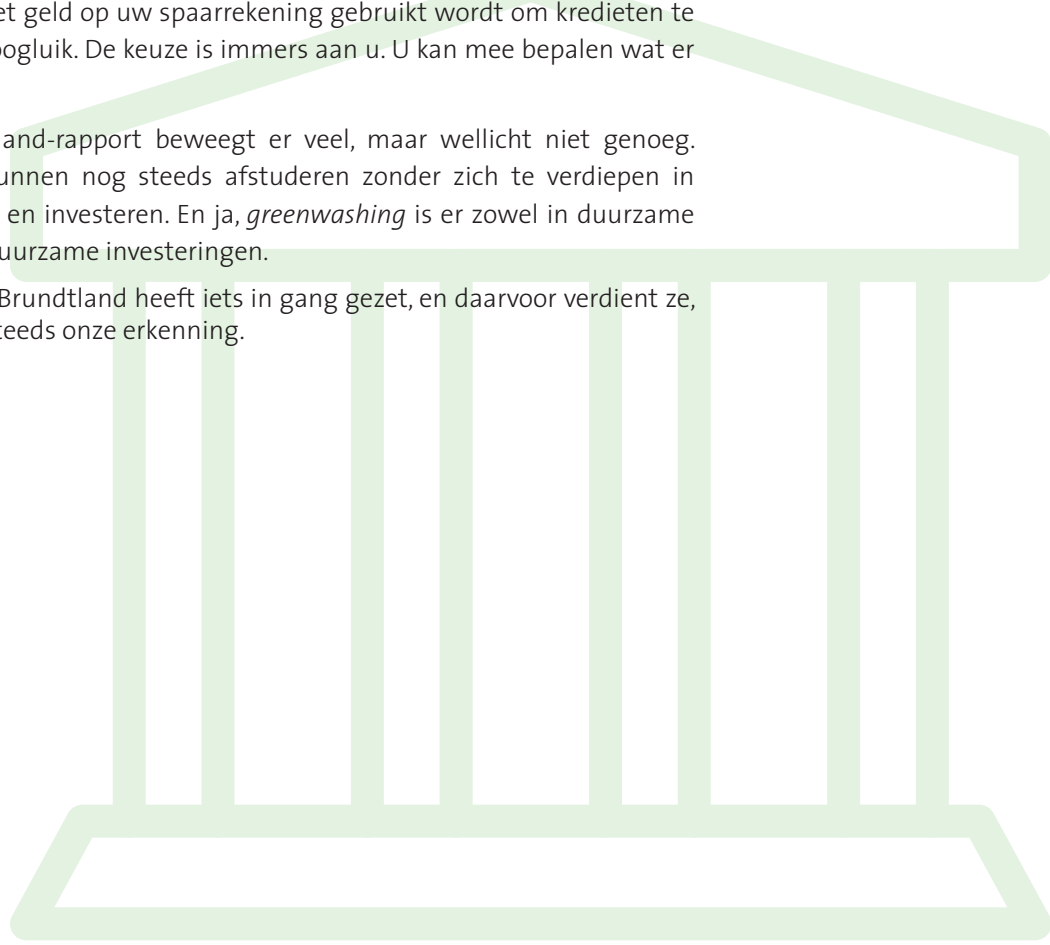 et geld op uw spaarrekening gebruikt wordt om kredieten te
oogluik. De keuze is immers aan u. U kan mee bepalen wat er
and-rapport beweegt er veel, maar wellicht niet genoeg.
unnen nog steeds afstuderen zonder zich te verdiepen in
en investeren. En ja, greenwashing is er zowel in duurzame
uurzame investeringen.
Brundtland heeft iets in gang gezet, en daarvoor verdient ze,
teeds onze erkenning.